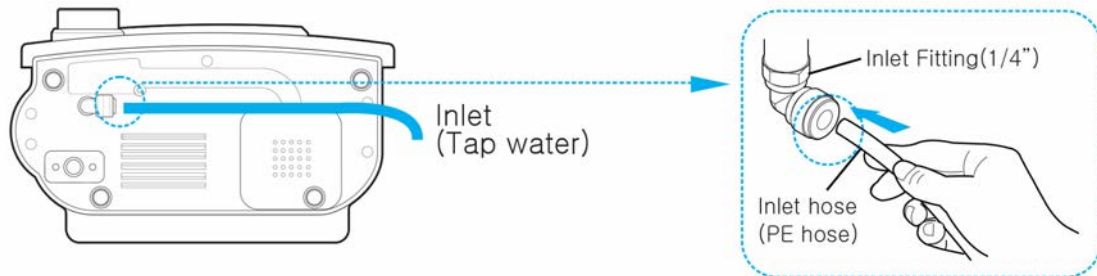 Inlet
(Tap water)
Inlet Fitting(1/4”)
Inlet hose
(PE hose)